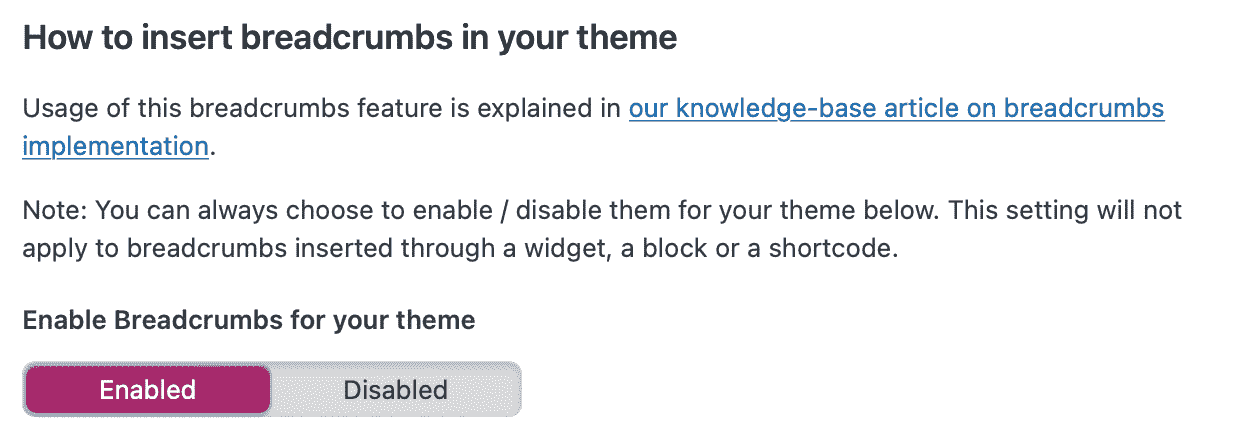 How to insert breadcrumbs in your theme
Usage of this breadcrumbs feature is explained in our knowledge-base article on breadcrumbs
implementation.
Note: You can always choose to enable / disable them for your theme below. This setting will not
apply to breadcrumbs inserted through a widget, a block or a shortcode.
Enable Breadcrumbs for your theme
Enabled Disabled